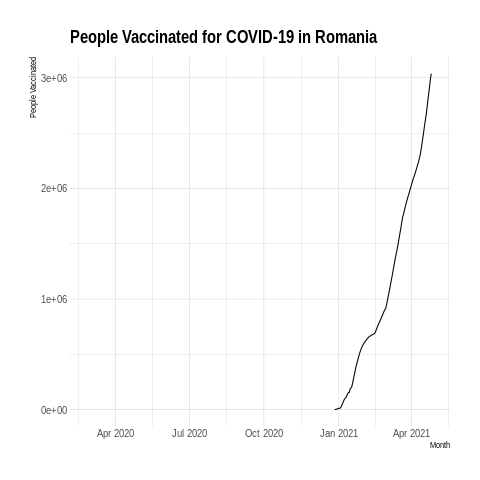 People Vaccinated for COVID-19 in Romania
People Vaccinated
3e+06
2e+06
1e+06
0e+00
Apr 2020 Jul 2020 Oct 2020 Jan 2021 Apr 2021
Month